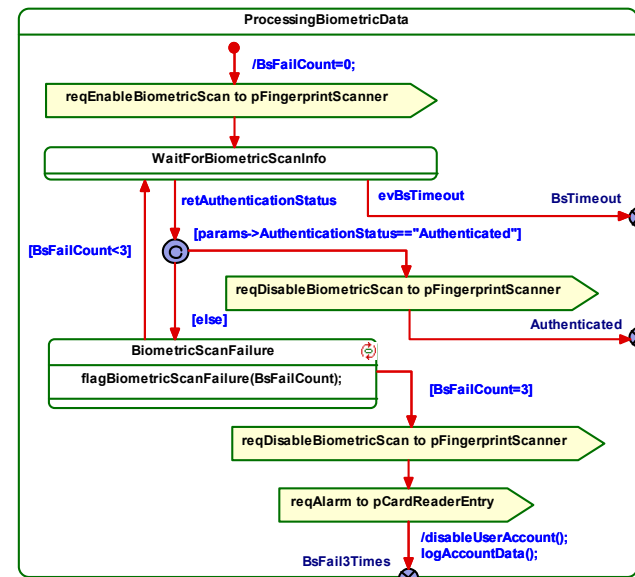 ProcessingBiometricData
/BsFailCount=0;
reqEnableBiometricScan to pFingerprintScanner
WaitForBiometricScanInfo
retAuthenticationStatus
evBsTimeout
BsTimeout
[params->AuthenticationStatus=="Authenticated"]
[BsFailCount<3]
C
reqDisableBiometricScan to pFingerprintScanner
[else]
Authenticated
BiometricScanFailure
flagBiometricScanFailure(BsFailCount);
[BsFailCount=3]
reqDisableBiometricScan to pFingerprintScanner
reqAlarm to pCardReaderEntry
/disableUserAccount();
logAccountData();
BsFail3Times